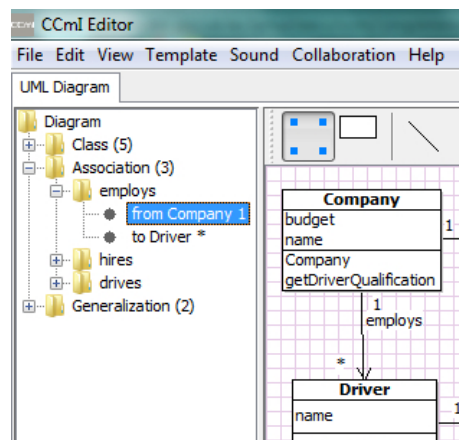 CCmI CCmI Editor
File Edit View Template Sound Collaboration Help
UML Diagram
Diagram
Class (5)
Association (3)
employs
from Company 1
to Driver *
hires
drives
Generalization (2)
Company
budget
name
1
Company
getDriverQualification
1
employs
*
Driver
name
1